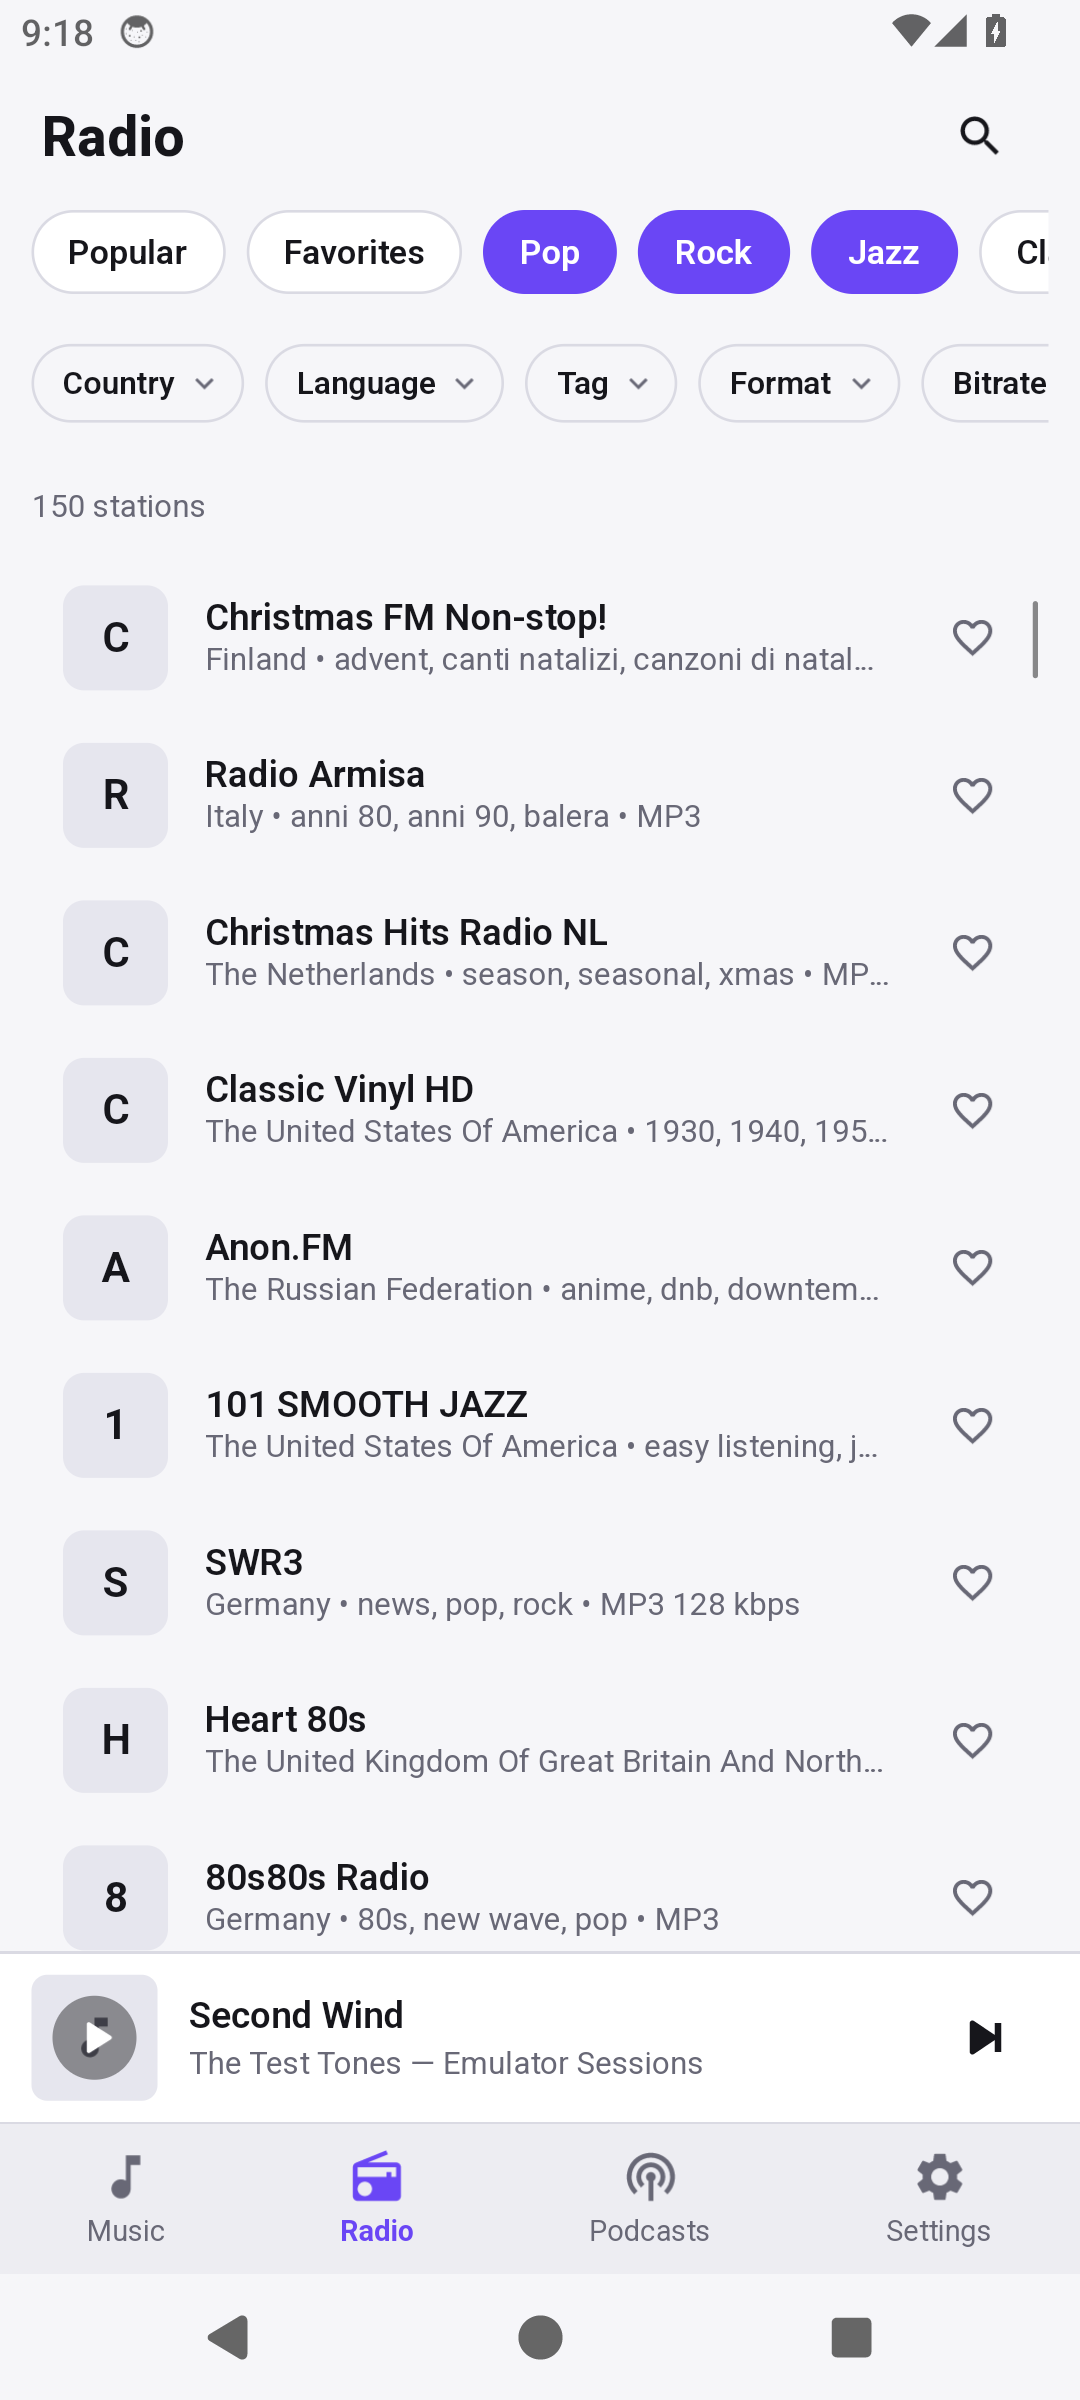 9:18
Radio
Popular
Favorites
Pop
Rock
Jazz
Cl
Country
Language
Tag
Format
Bitrate
150 stations
C
Christmas FM Non-stop!
Finland • advent, canti natalizi, canzoni di natal...
R
Radio Armisa
Italy • anni 80, anni 90, balera • MP3
C
Christmas Hits Radio NL
The Netherlands • season, seasonal, xmas • MP...
C
Classic Vinyl HD
The United States Of America • 1930, 1940, 195...
A
Anon.FM
The Russian Federation • anime, dnb, downtem...
1
101 SMOOTH JAZZ
The United States Of America • easy listening, j...
S
SWR3
Germany • news, pop, rock • MP3 128 kbps
H
Heart 80s
The United Kingdom Of Great Britain And North...
8
80s80s Radio
Germany • 80s, new wave, pop • MP3
Second Wind
The Test Tones — Emulator Sessions
Music
Radio
Podcasts
Settings